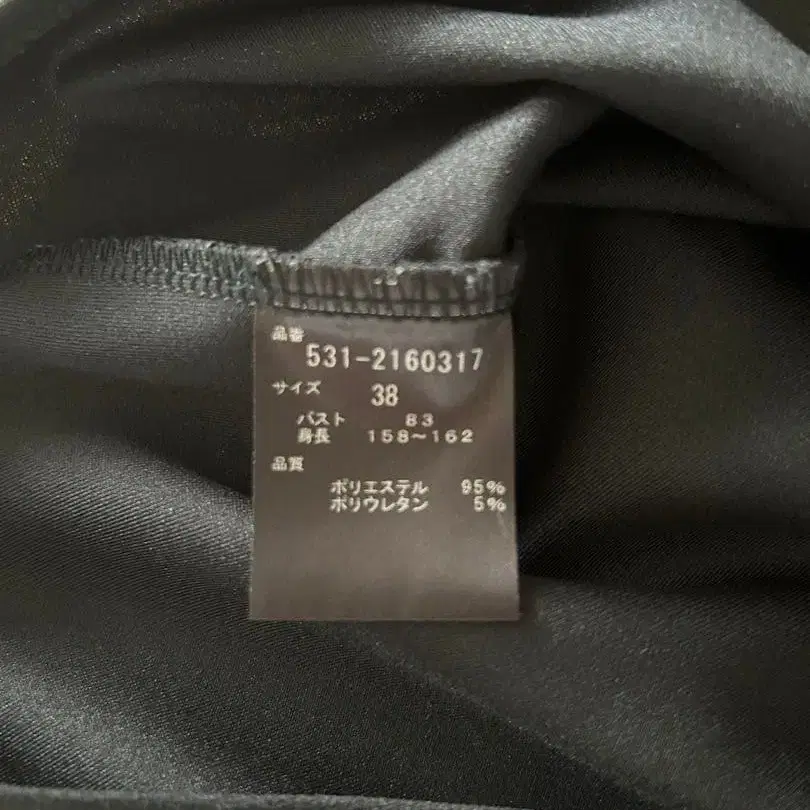 品番
531-2160317
サイズ 38
バスト 83
身長 158~162
品質
ポリエステル 95%
ポリウレタン 5%